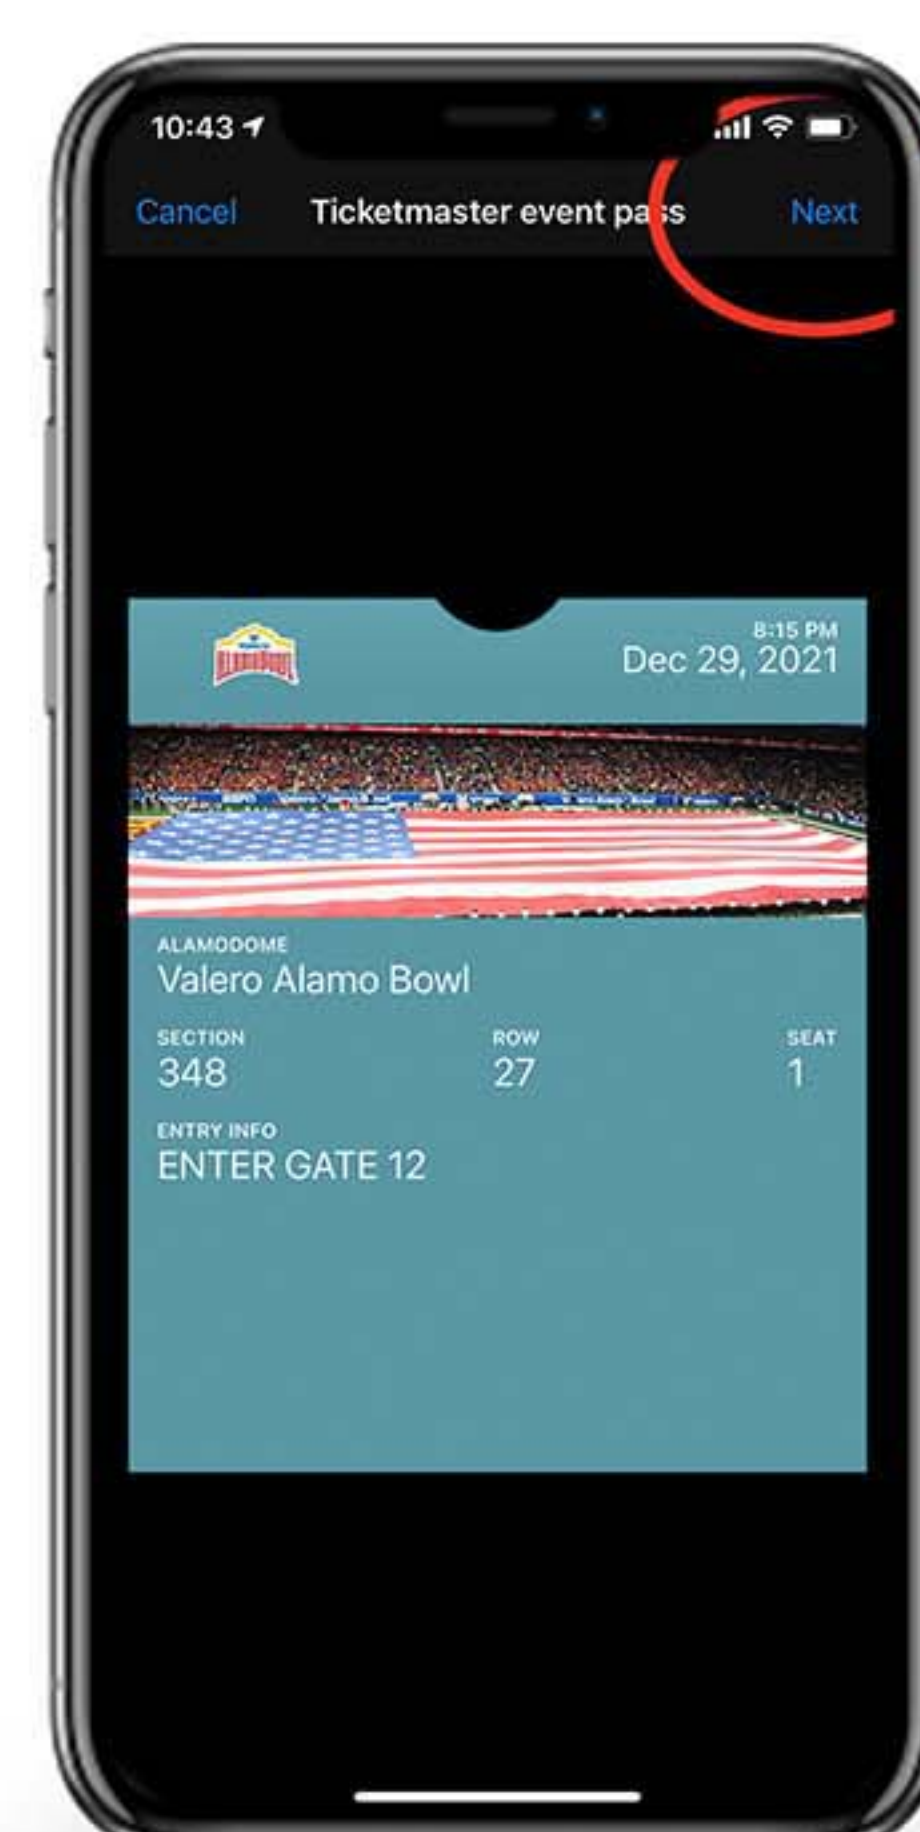 10:43
Cancel Ticketmaster event pass Next
8:15 PM
Dec 29, 2021
ALAMODOME
Valero Alamo Bowl
SECTION ROW SEAT
348 27 1
ENTRY INFO
ENTER GATE 12